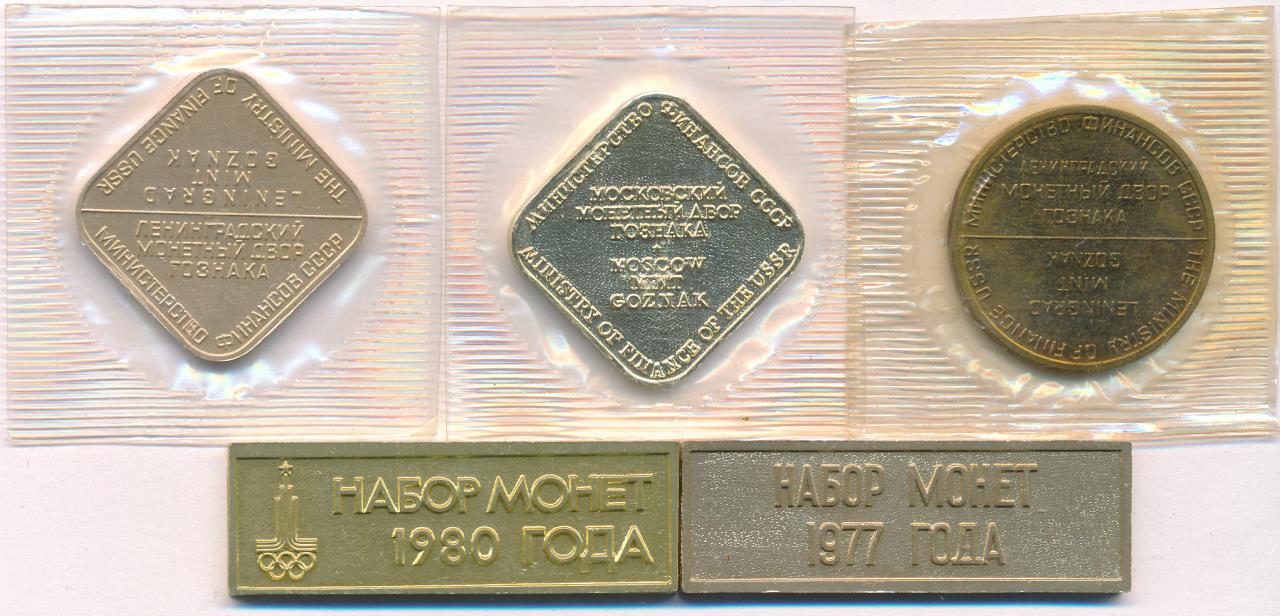 МИНИСТЕРСТВО ФИНАНСОВ СССР
ЛЕНИНГРАДСКИЙ
МОНЕТНЫЙ ДВОР
ГОЗНАКА
THE MINISTRY OF FINANCE USSR
LENINGRAD
MINT
GOZNAK
МИНИСТЕРСТВО ФИНАНСОВ СССР
МОСКОВСКИЙ
МОНЕТНЫЙ ДВОР
ГОЗНАКА
MOSCOW
MINT
GOZNAK
MINISTRY OF FINANCE OF THE USSR
МИНИСТЕРСТВО ФИНАНСОВ СССР
ЛЕНИНГРАДСКИЙ
МОНЕТНЫЙ ДВОР
ГОЗНАКА
THE MINISTRY OF FINANCE USSR
LENINGRAD
MINT
GOZNAK
НАБОР МОНЕТ
1980 ГОДА
НАБОР МОНЕТ
1977 ГОДА